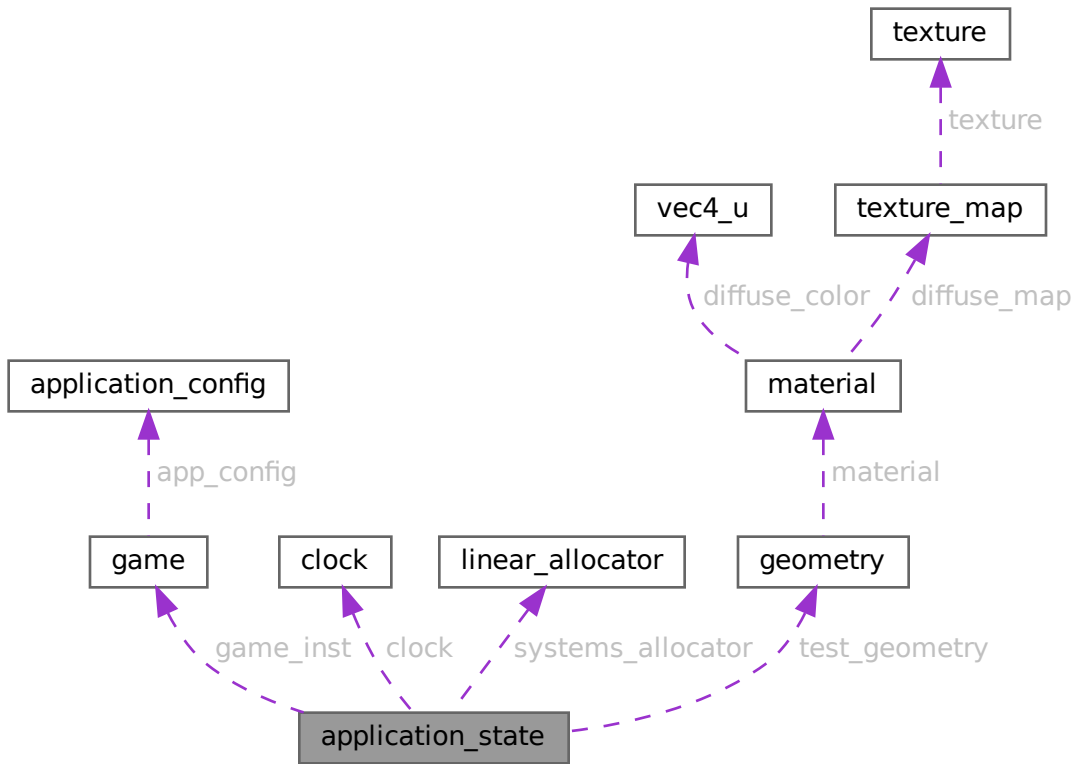 texture
texture
vec4_u
texture_map
diffuse_color
diffuse_map
application_config
material
app_config
material
game
clock
linear_allocator
geometry
game_inst
clock
systems_allocator
test_geometry
application_state